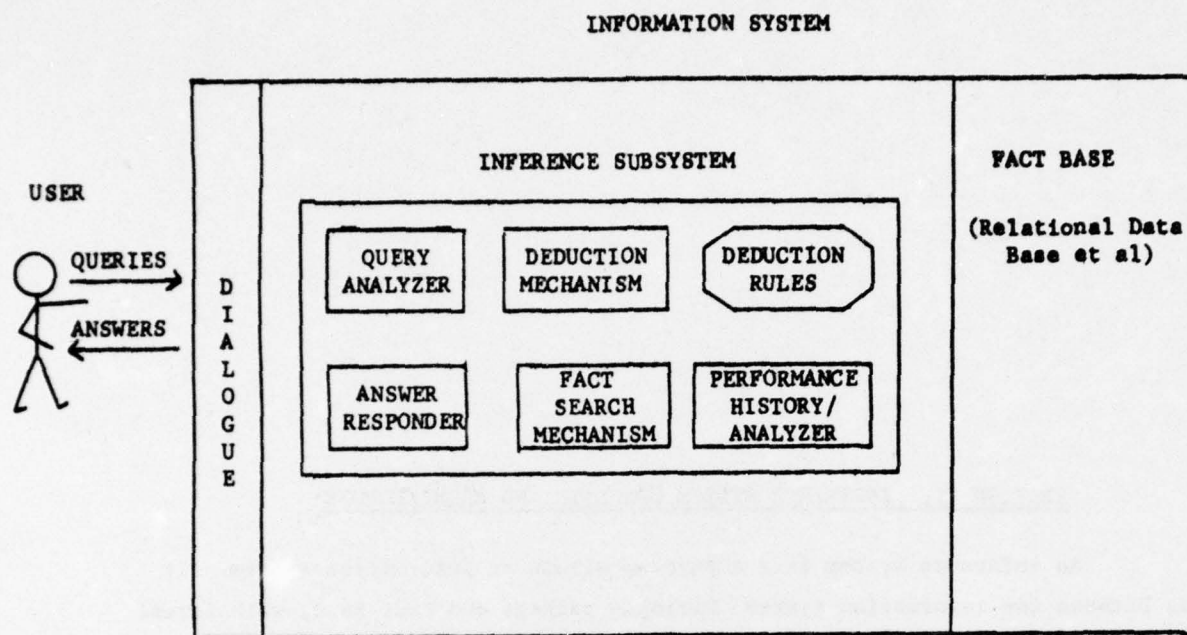 INFORMATION SYSTEM
INFERENCE SUBSYSTEM
FACT BASE
USER
(Relational Data
Base et al)
QUERIES
ANSWERS
DIALOGUE
QUERY
ANALYZER
DEDUCTION
MECHANISM
DEDUCTION
RULES
ANSWER
RESPONDER
FACT
SEARCH
MECHANISM
PERFORMANCE
HISTORY/
ANALYZER